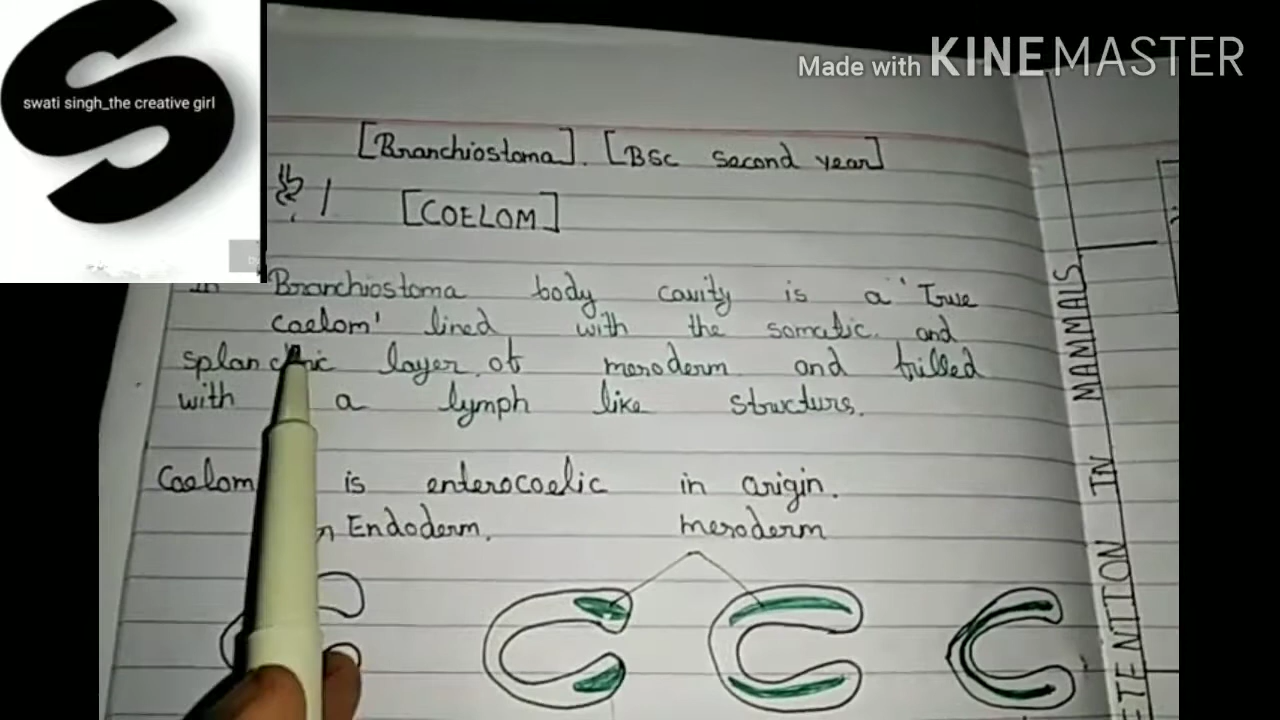 swati singh_the creative girl
Made with KINEMASTER
[Branchiostoma]. [BSc second year]
[COELOM]
In Branchiostoma body cavity is a 'True
coelom' lined with the somatic and
splanchnic layer of mesoderm and filled
with a lymph like structure.
Coelom is enterocoelic in origin.
Endoderm. mesoderm
IN MAMMALS